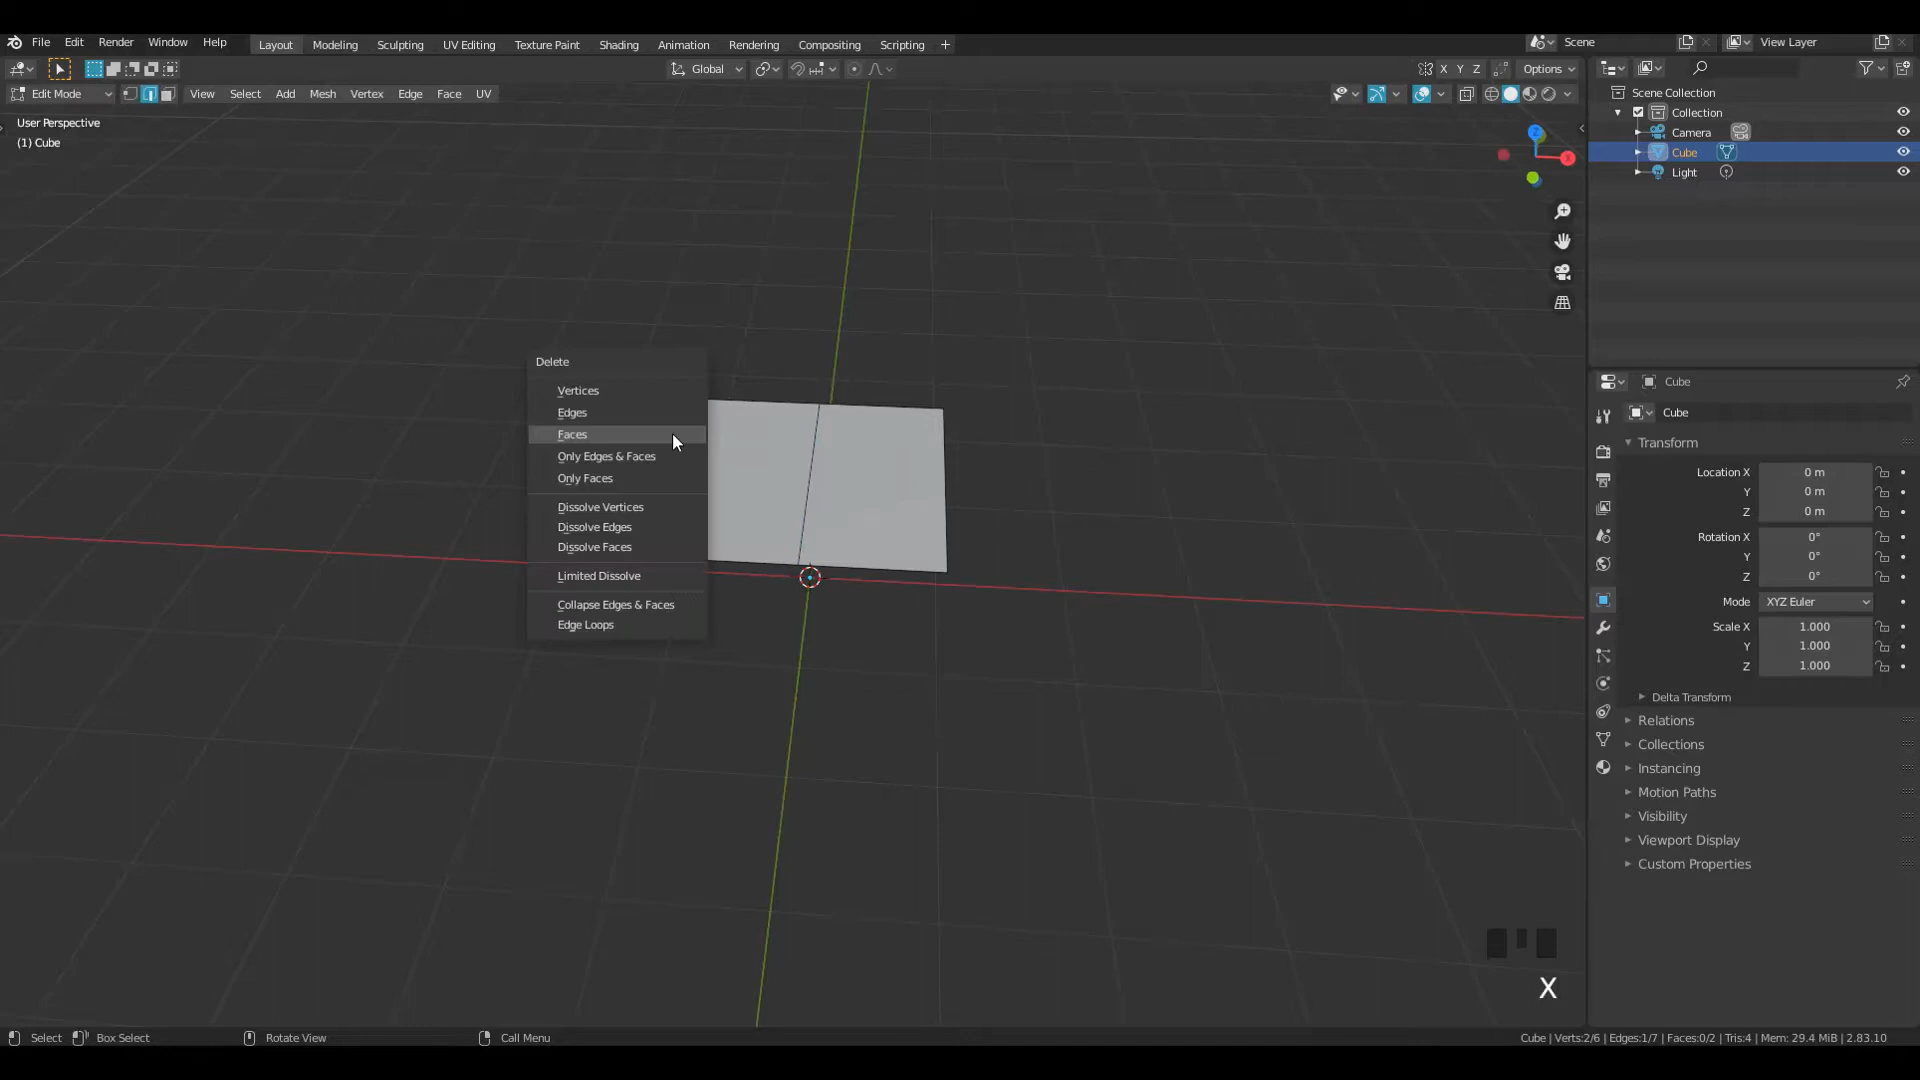 File Edit Render Window Help Layout Modeling Sculpting UV Editing Texture Paint Shading Animation Rendering Compositing Scripting + Scene View Layer
Global X Y Z Options
Edit Mode View Select Add Mesh Vertex Edge Face UV
User Perspective
(1) Cube
Z
X
Scene Collection
Collection
Camera
Cube
Light
Delete
Vertices
Edges
Faces
Only Edges & Faces
Only Faces
Dissolve Vertices
Dissolve Edges
Dissolve Faces
Limited Dissolve
Collapse Edges & Faces
Edge Loops
Cube
Cube
Transform
Location X 0 m
Y 0 m
Z 0 m
Rotation X 0°
Y 0°
Z 0°
Mode XYZ Euler
Scale X 1.000
Y 1.000
Z 1.000
Delta Transform
Relations
Collections
Instancing
Motion Paths
Visibility
Viewport Display
Custom Properties
X
Select Box Select Rotate View Call Menu Cube | Verts:2/6 | Edges:1/7 | Faces:0/2 | Tris:4 | Mem: 29.4 MiB | 2.83.10